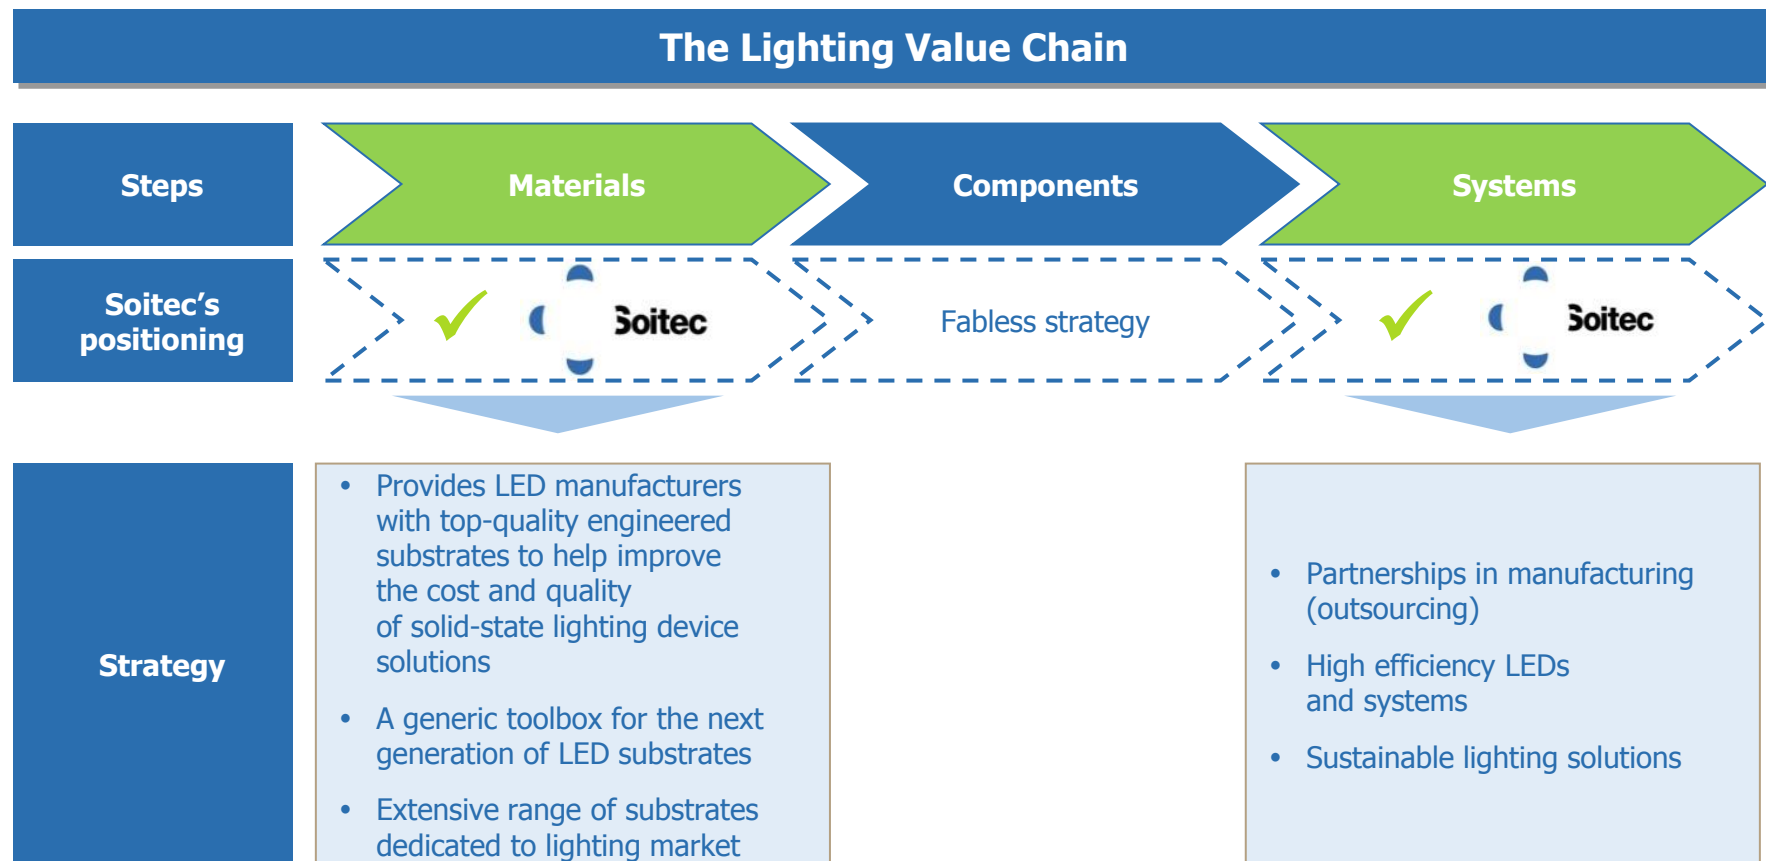 The Lighting Value Chain
Steps
Materials
Components
Systems
Soitec’s
positioning
Soitec
Fabless strategy
Soitec
Strategy
• Provides LED manufacturers
with top-quality engineered
substrates to help improve
the cost and quality
of solid-state lighting device
solutions
• A generic toolbox for the next
generation of LED substrates
• Extensive range of substrates
dedicated to lighting market
• Partnerships in manufacturing
(outsourcing)
• High efficiency LEDs
and systems
• Sustainable lighting solutions